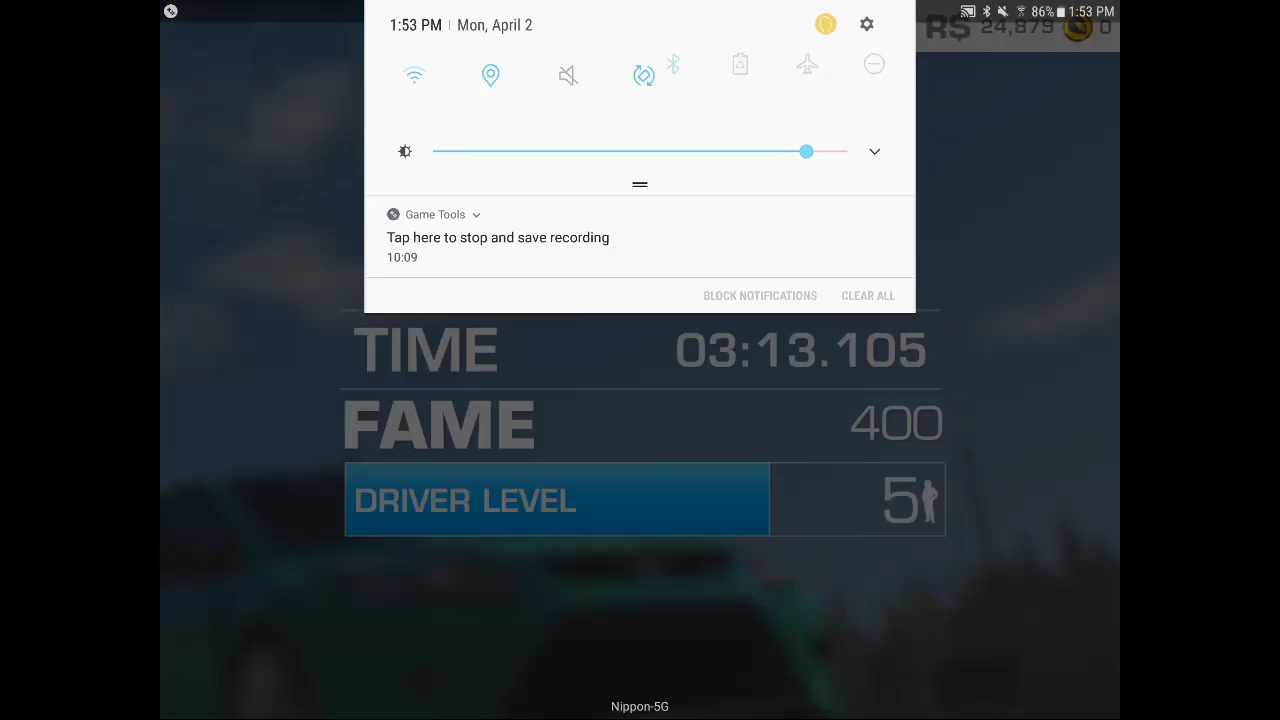 86% 1:53 PM
1:53 PM | Mon, April 2
R$ 24,879 0
Game Tools
Tap here to stop and save recording
10:09
BLOCK NOTIFICATIONS CLEAR ALL
TIME 03:13.105
FAME 400
DRIVER LEVEL 5
Nippon-5G